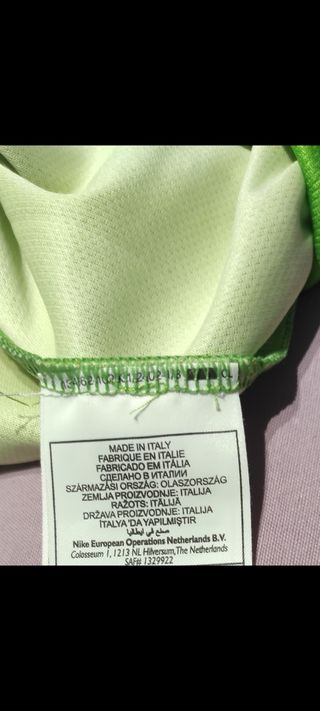 MADE IN ITALY
FABRIQUE EN ITALIE
FABRICADO EM ITÁLIA
СДЕЛАНО В ИТАЛИИ
SZÁRMAZÁSI ORSZÁG: OLASZORSZÁG
ZEMLJA PROIZVODNJE: ITALIJA
RAŽOTS: ITĀLIJĀ
DRŽAVA PROIZVODNJE: ITALIJA
İTALYA'DA YAPILMIŞTIR
صنع في ايطاليا
Nike European Operations Netherlands B.V.
Colosseum 1, 1213 NL Hilversum,The Netherlands
SAF# 1329922